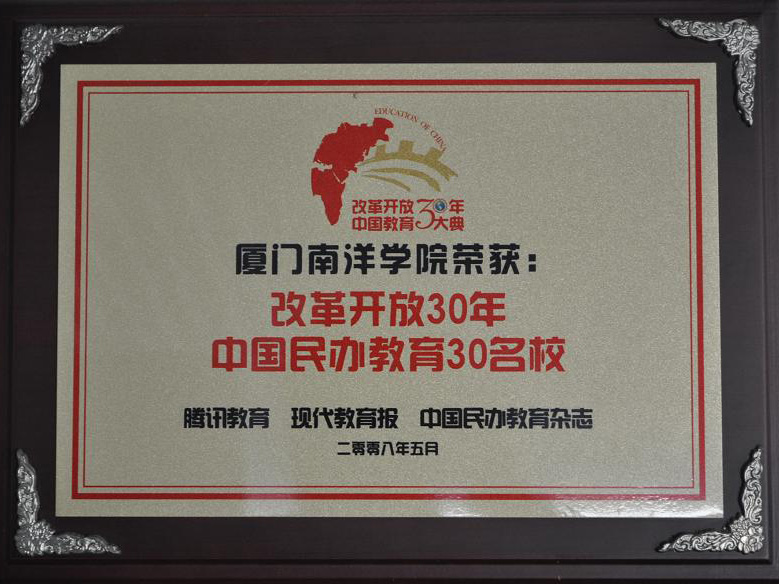 EDUCATION OF CHINA
改革开放30年
中国教育大典
厦门南洋学院荣获：
改革开放30年
中国民办教育30名校
腾讯教育 现代教育报 中国民办教育杂志
二零零八年五月